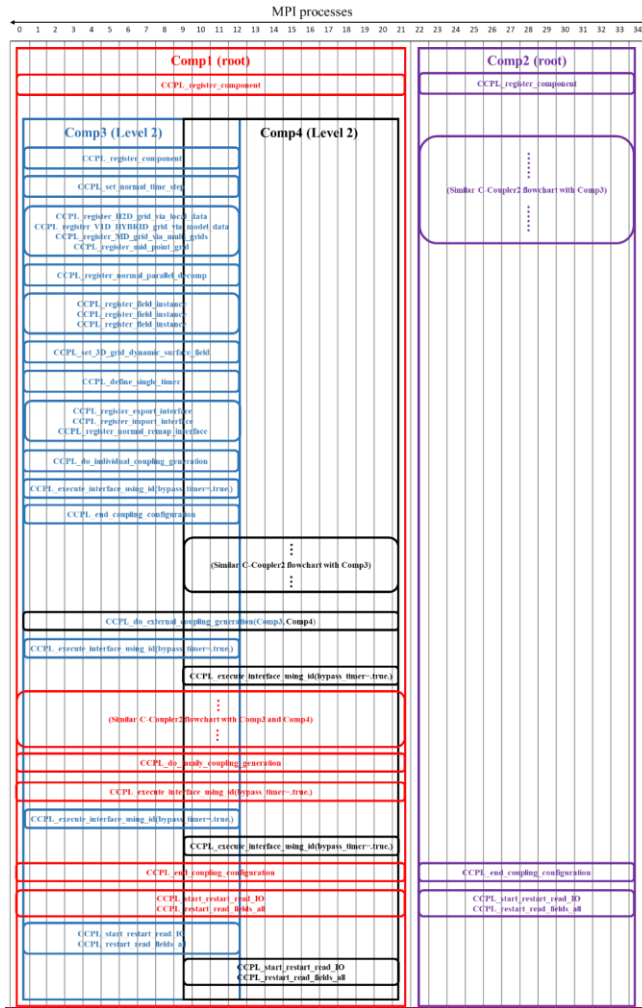 MPI processes
0 1 2 3 4 5 6 7 8 9 10 11 12 13 14 15 16 17 18 19 20 21 22 23 24 25 26 27 28 29 30 31 32 33 34
Comp1 (root)
Comp2 (root)
CCPL_register_component
CCPL_register_component
Comp3 (Level 2)
Comp4 (Level 2)
CCPL_register_component
CCPL_set_normal_time_step
(Similar C-Coupler2 flowchart with Comp3)
CCPL_register_H2D_grid_via_local_data
CCPL_register_V1D_HYBRID_grid_via_model_data
CCPL_register_MD_grid_via_multi_grids
CCPL_register_mid_point_grid
CCPL_register_normal_parallel_decomp
CCPL_register_field_instance
CCPL_register_field_instance
CCPL_register_field_instance
CCPL_set_3D_grid_dynamic_surface_field
CCPL_define_single_timer
CCPL_register_export_interface
CCPL_register_import_interface
CCPL_register_normal_remap_interface
CCPL_do_individual_coupling_generation
CCPL_execute_interface_using_id(bypass_timer=.true.)
CCPL_end_coupling_configuration
(Similar C-Coupler2 flowchart with Comp3)
CCPL_do_external_coupling_generation(Comp3, Comp4)
CCPL_execute_interface_using_id(bypass_timer=.true.)
CCPL_execute_interface_using_id(bypass_timer=.true.)
(Similar C-Coupler2 flowchart with Comp3 and Comp4)
CCPL_do_family_coupling_generation
CCPL_execute_interface_using_id(bypass_timer=.true.)
CCPL_execute_interface_using_id(bypass_timer=.true.)
CCPL_execute_interface_using_id(bypass_timer=.true.)
CCPL_end_coupling_configuration
CCPL_end_coupling_configuration
CCPL_start_restart_read_IO
CCPL_restart_read_fields_all
CCPL_start_restart_read_IO
CCPL_restart_read_fields_all
CCPL_start_restart_read_IO
CCPL_restart_read_fields_all
CCPL_start_restart_read_IO
CCPL_restart_read_fields_all